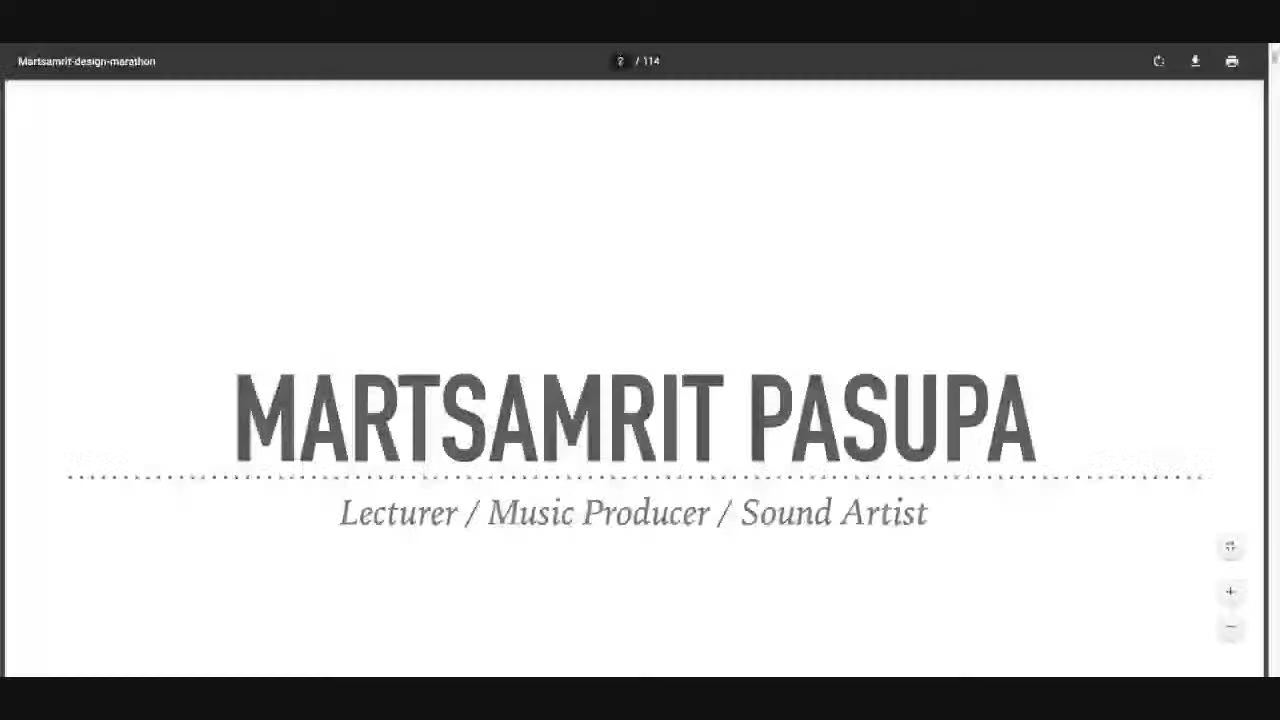 Martsamrit-design-marathon
2 / 114
MARTSAMRIT PASUPA
Lecturer / Music Producer / Sound Artist